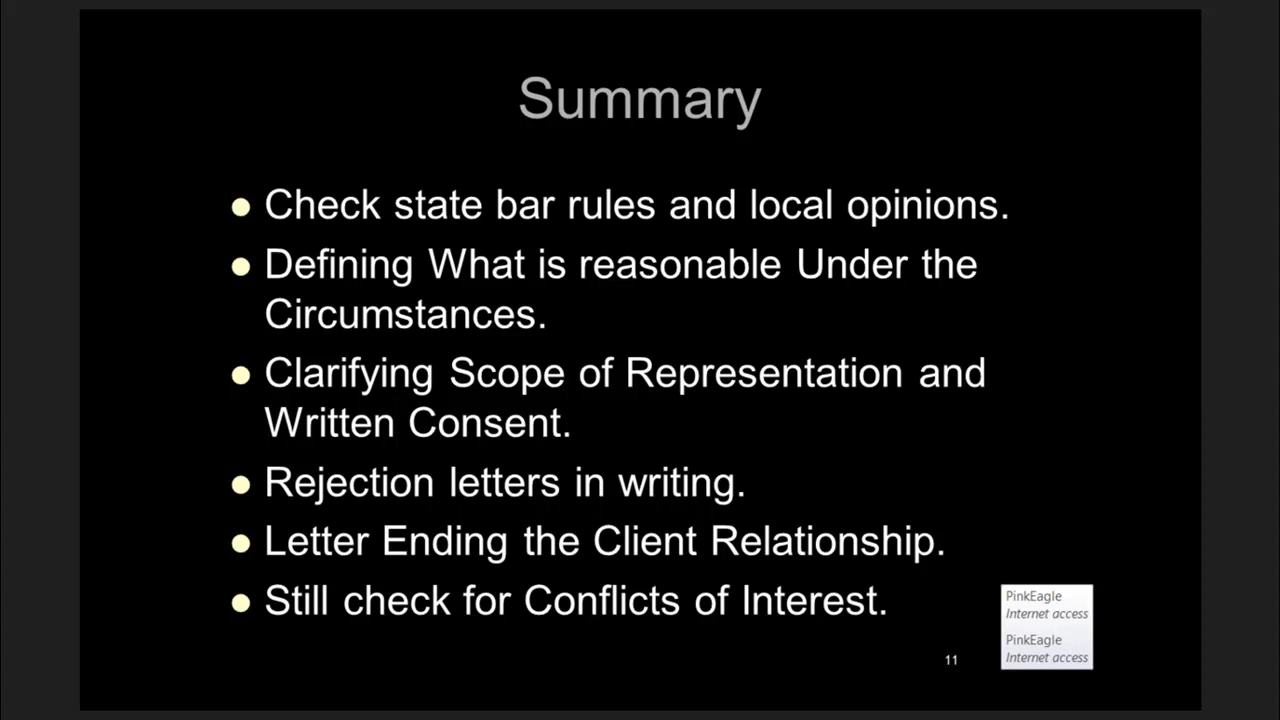 Summary
Check state bar rules and local opinions.
Defining What is reasonable Under the
Circumstances.
Clarifying Scope of Representation and
Written Consent.
Rejection letters in writing.
Letter Ending the Client Relationship.
Still check for Conflicts of Interest.
PinkEagle
Internet access
PinkEagle
Internet access
11